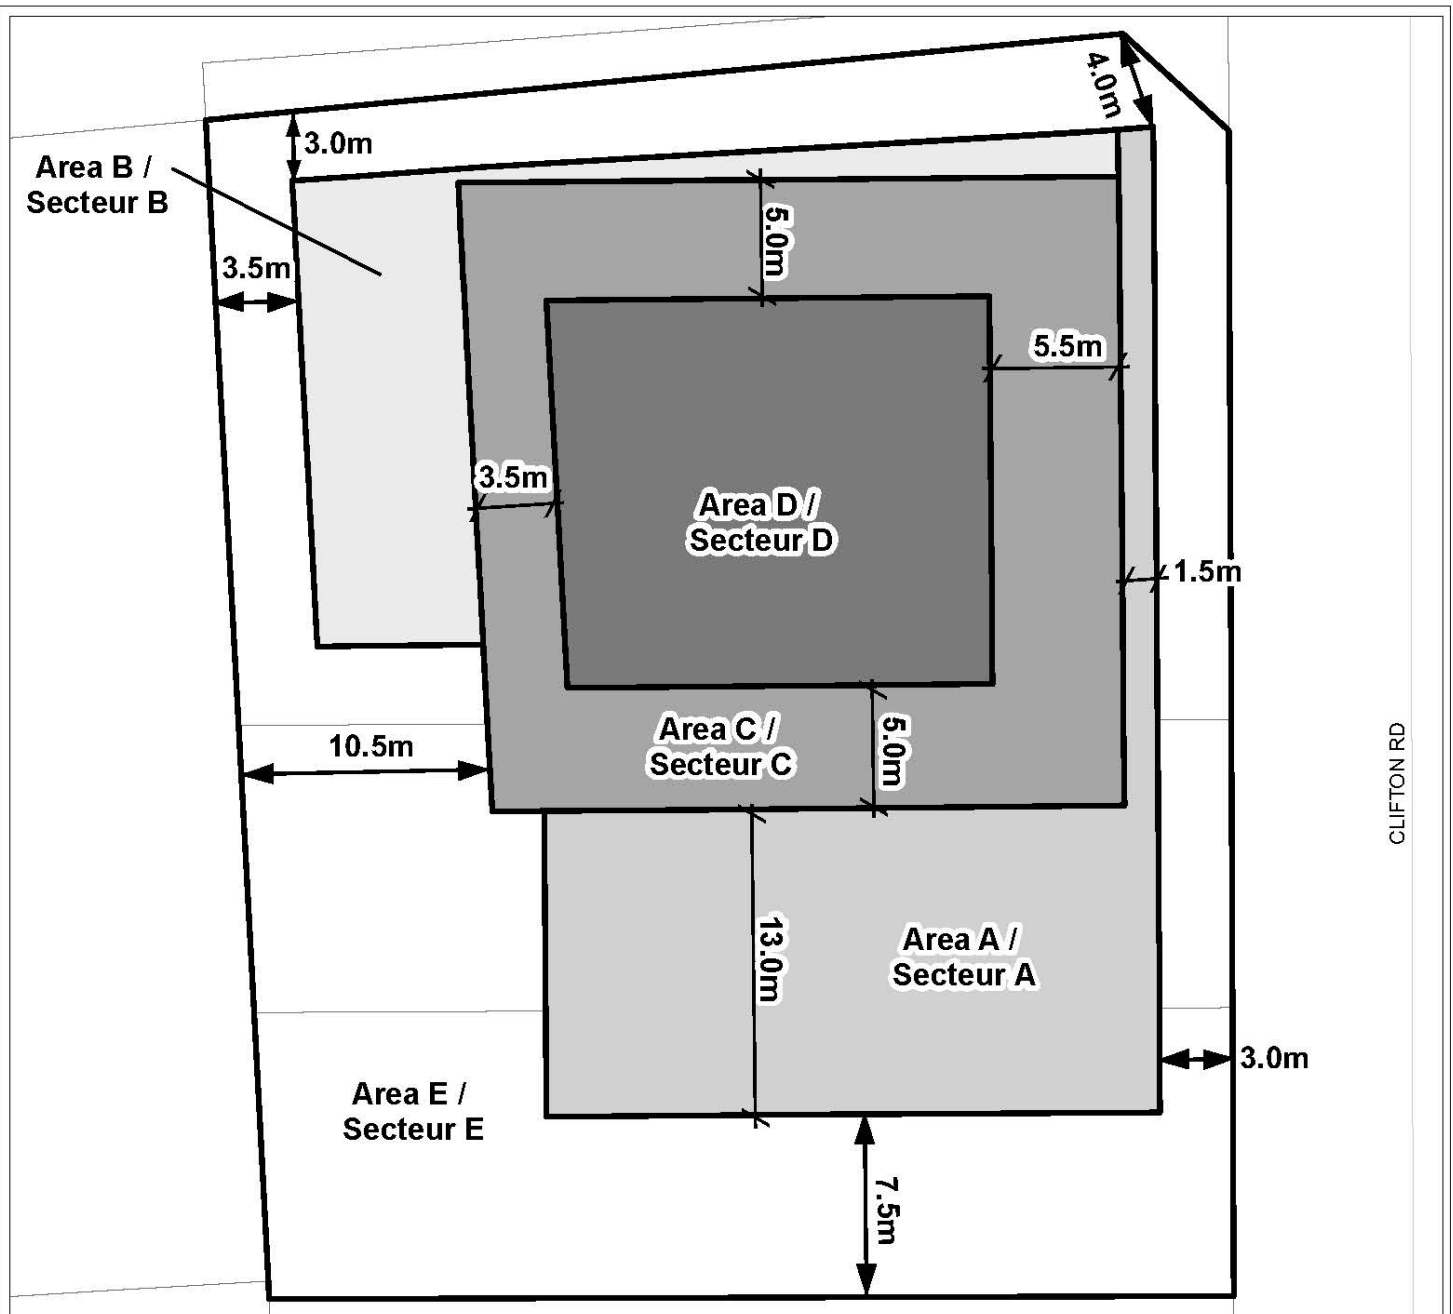 4.0m
3.0m
Area B /
Secteur B
5.0m
3.5m
5.5m
3.5m
Area D /
Secteur D
1.5m
Area C /
Secteur C
5.0m
10.5m
CLIFTON RD
13.0m
Area A /
Secteur A
3.0m
Area E /
Secteur E
7.5m